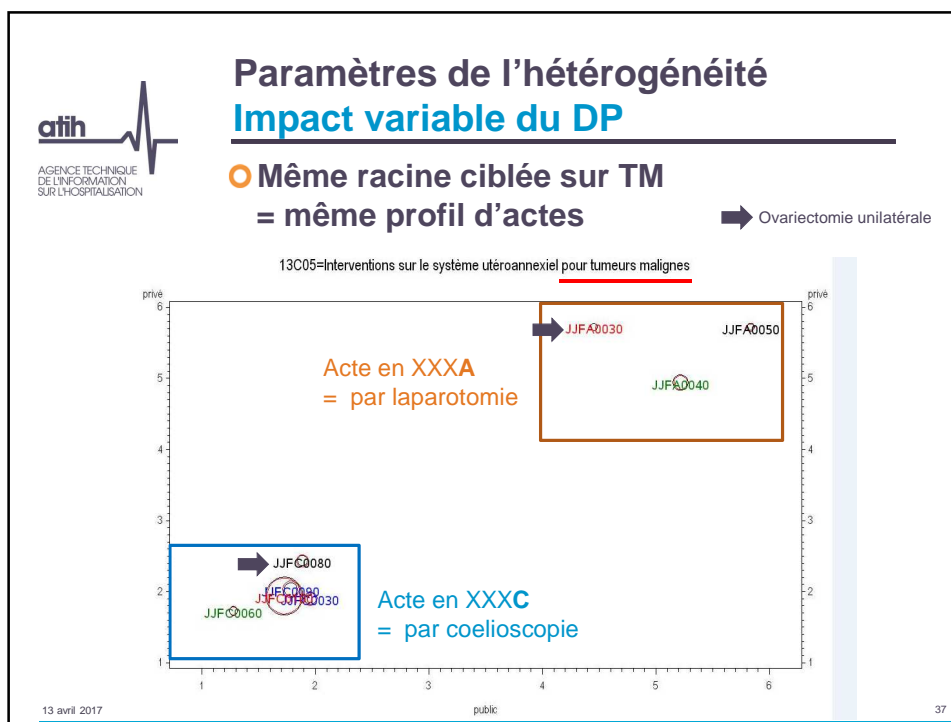 Paramètres de l'hétérogénéité
Impact variable du DP
atih
AGENCE TECHNIQUE
DE L'INFORMATION
SUR L'HOSPITALISATION
Même racine ciblée sur TM
= même profil d'actes
Ovariectomie unilatérale
13C05=Interventions sur le système utéroannexiel pour tumeurs malignes
privé
privé
6
6
JJFA0030
JJFA0050
Acte en XXXA
= par laparotomie
5
5
JJFA0040
4
4
3
3
JJFC0080
2
2
JJFC0090
JJFC0030
JJFC0060
Acte en XXXC
= par coelioscopie
1
1
1
2
3
4
5
6
public
13 avril 2017
37